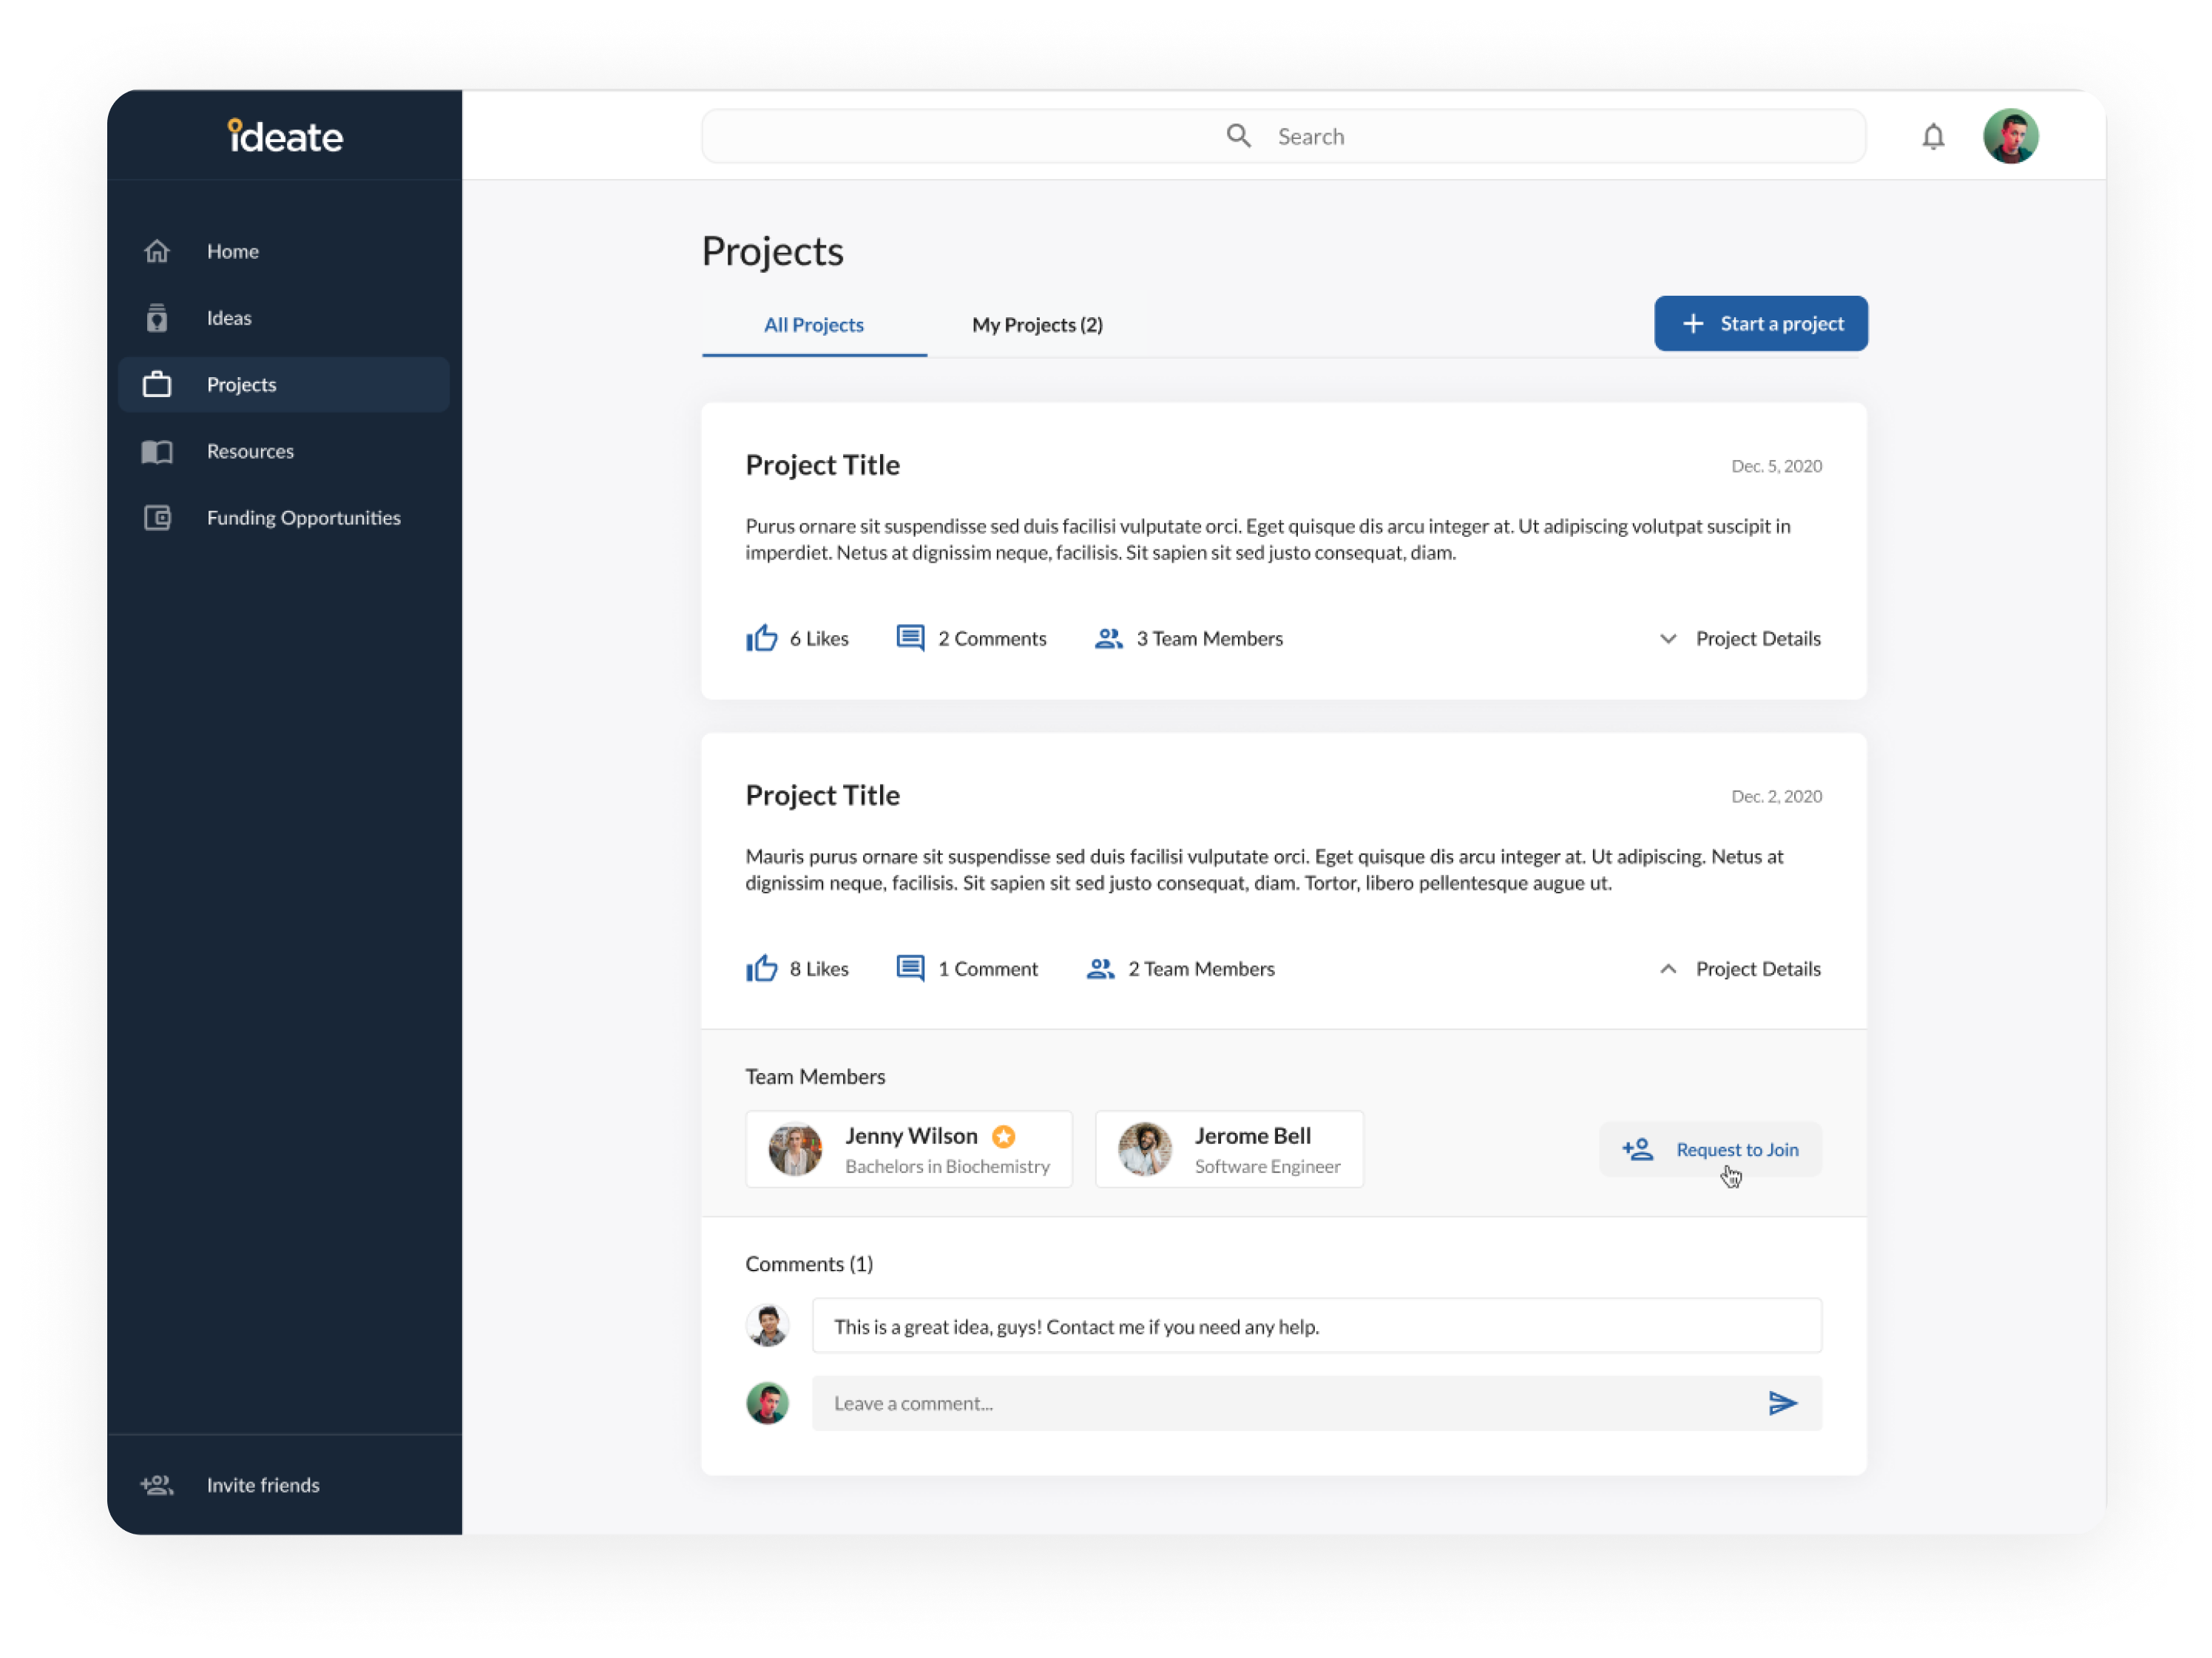 ideate
Search
Home
Ideas
Projects
Resources
Funding Opportunities
Invite friends
Projects
All Projects
My Projects (2)
Start a project
Project Title
Dec. 5, 2020
Purus ornare sit suspendisse sed duis facilisi vulputate orci. Eget quisque dis arcu integer at. Ut adipiscing volutpat suscipit in
imperdiet. Netus at dignissim neque, facilisis. Sit sapien sit sed justo consequat, diam.
6 Likes
2 Comments
3 Team Members
Project Details
Project Title
Dec. 2, 2020
Mauris purus ornare sit suspendisse sed duis facilisi vulputate orci. Eget quisque dis arcu integer at. Ut adipiscing. Netus at
dignissim neque, facilisis. Sit sapien sit sed justo consequat, diam. Tortor, libero pellentesque augue ut.
8 Likes
1 Comment
2 Team Members
Project Details
Team Members
Jenny Wilson
Bachelors in Biochemistry
Jerome Bell
Software Engineer
Request to Join
Comments (1)
This is a great idea, guys! Contact me if you need any help.
Leave a comment...